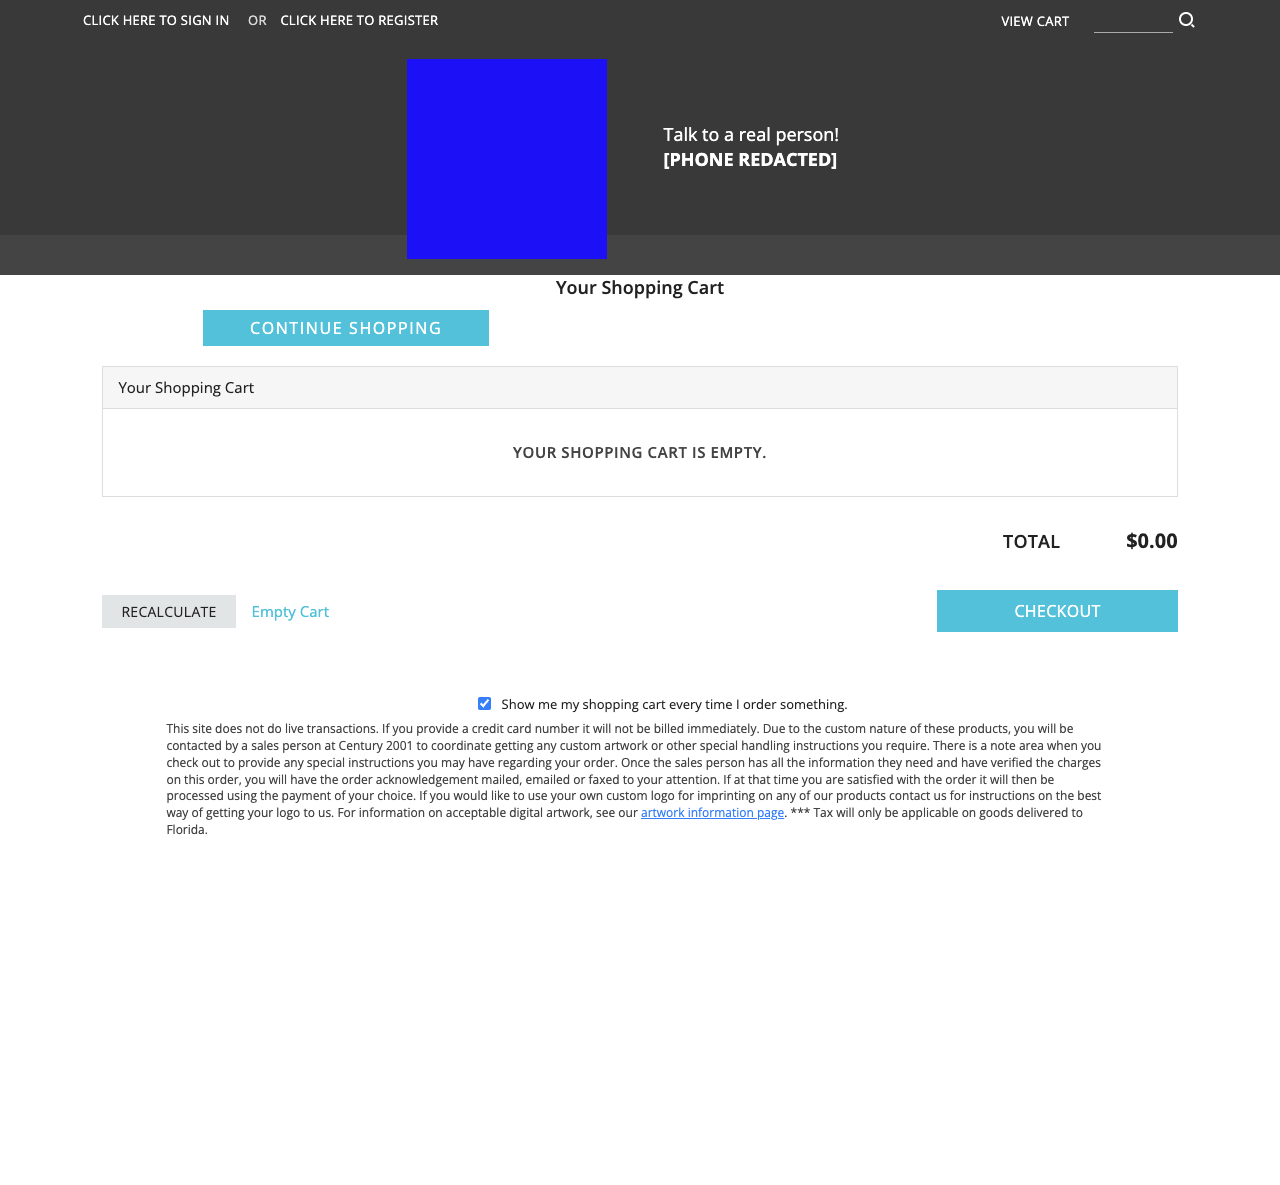 CLICK HERE TO SIGN IN OR CLICK HERE TO REGISTER VIEW CART
Talk to a real person!
[PHONE REDACTED]
Your Shopping Cart
CONTINUE SHOPPING
Your Shopping Cart
YOUR SHOPPING CART IS EMPTY.
TOTAL $0.00
RECALCULATE Empty Cart CHECKOUT
Show me my shopping cart every time I order something.
This site does not do live transactions. If you provide a credit card number it will not be billed immediately. Due to the custom nature of these products, you will be
contacted by a sales person at Century 2001 to coordinate getting any custom artwork or other special handling instructions you require. There is a note area when you
check out to provide any special instructions you may have regarding your order. Once the sales person has all the information they need and have verified the charges
on this order, you will have the order acknowledgement mailed, emailed or faxed to your attention. If at that time you are satisfied with the order it will then be
processed using the payment of your choice. If you would like to use your own custom logo for imprinting on any of our products contact us for instructions on the best
way of getting your logo to us. For information on acceptable digital artwork, see our artwork information page. *** Tax will only be applicable on goods delivered to
Florida.